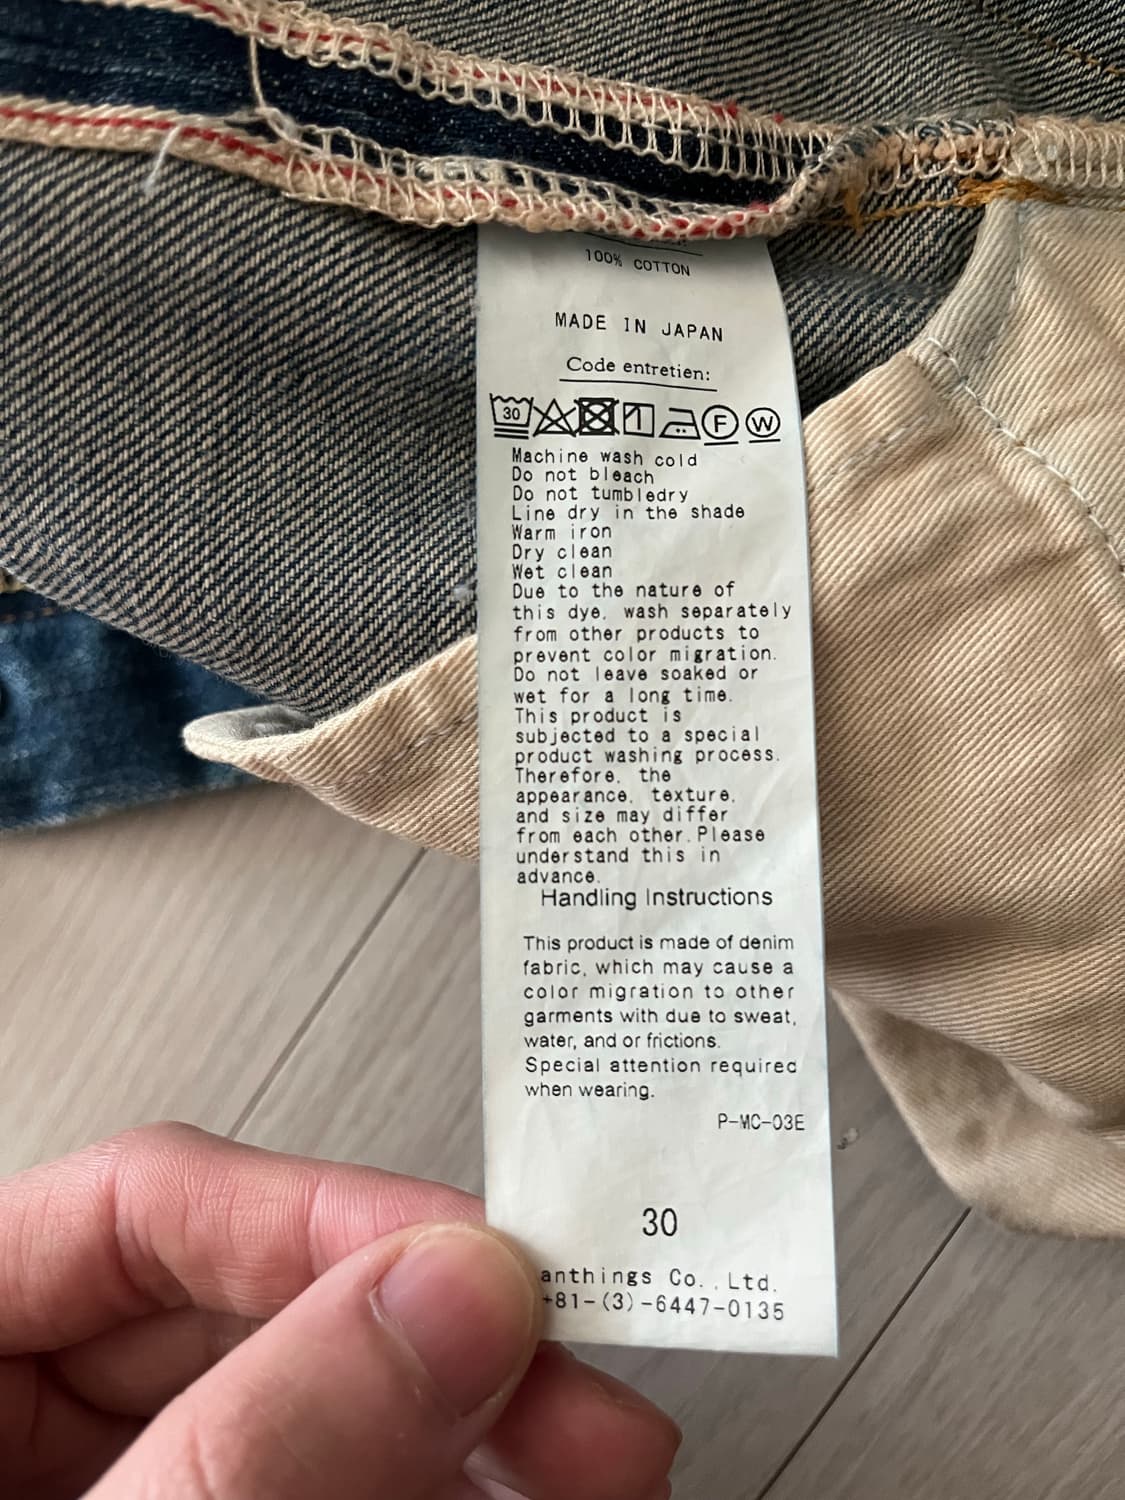 100% COTTON
MADE IN JAPAN
Code entretien:
30 F W
Machine wash cold
Do not bleach
Do not tumbledry
Line dry in the shade
Warm iron
Dry clean
Wet clean
Due to the nature of
this dye, wash separately
from other products to
prevent color migration.
Do not leave soaked or
wet for a long time.
This product is
subjected to a special
product washing process.
Therefore, the
appearance, texture,
and size may differ
from each other.Please
understand this in
advance.
Handling Instructions
This product is made of denim
fabric, which may cause a
color migration to other
garments with due to sweat,
water, and or frictions.
Special attention required
when wearing.
P-MC-03E
30
anthings Co., Ltd.
+81-(3)-6447-0135